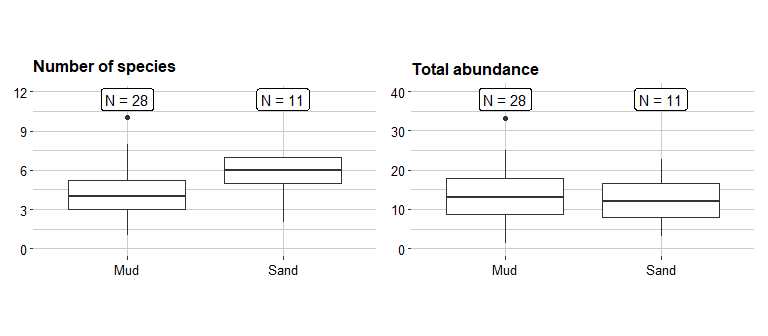 Number of species
12
9
6
3
0
N = 28
N = 11
Mud
Sand
Total abundance
40
30
20
10
0
N = 28
N = 11
Mud
Sand